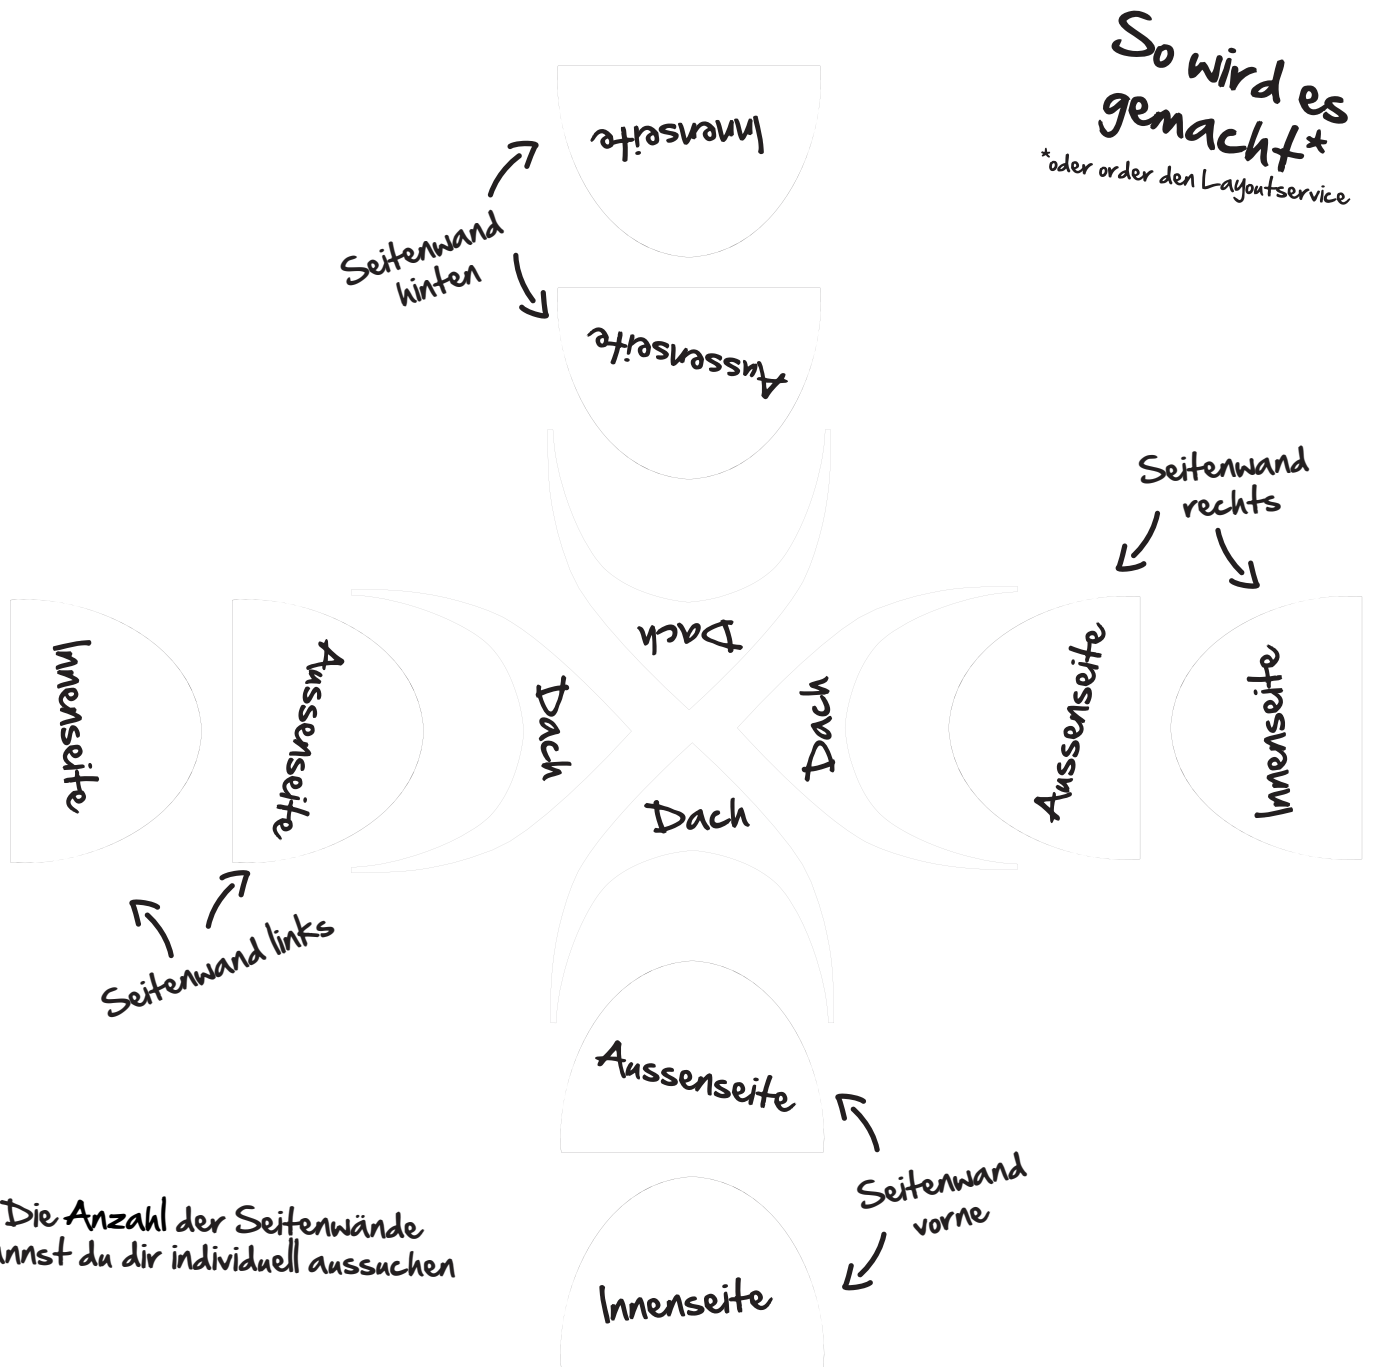 So wird es
gemacht*
*oder order den Layoutservice
Innenseite
Seitenwand
hinten
Aussenseite
Seitenwand
rechts
Dach
Innenseite
Aussenseite
Dach
Dach
Aussenseite
Innenseite
Dach
Seitenwand links
Aussenseite
Seitenwand
vorne
Die Anzahl der Seitenwände
annst du dir individuell aussuchen
Innenseite